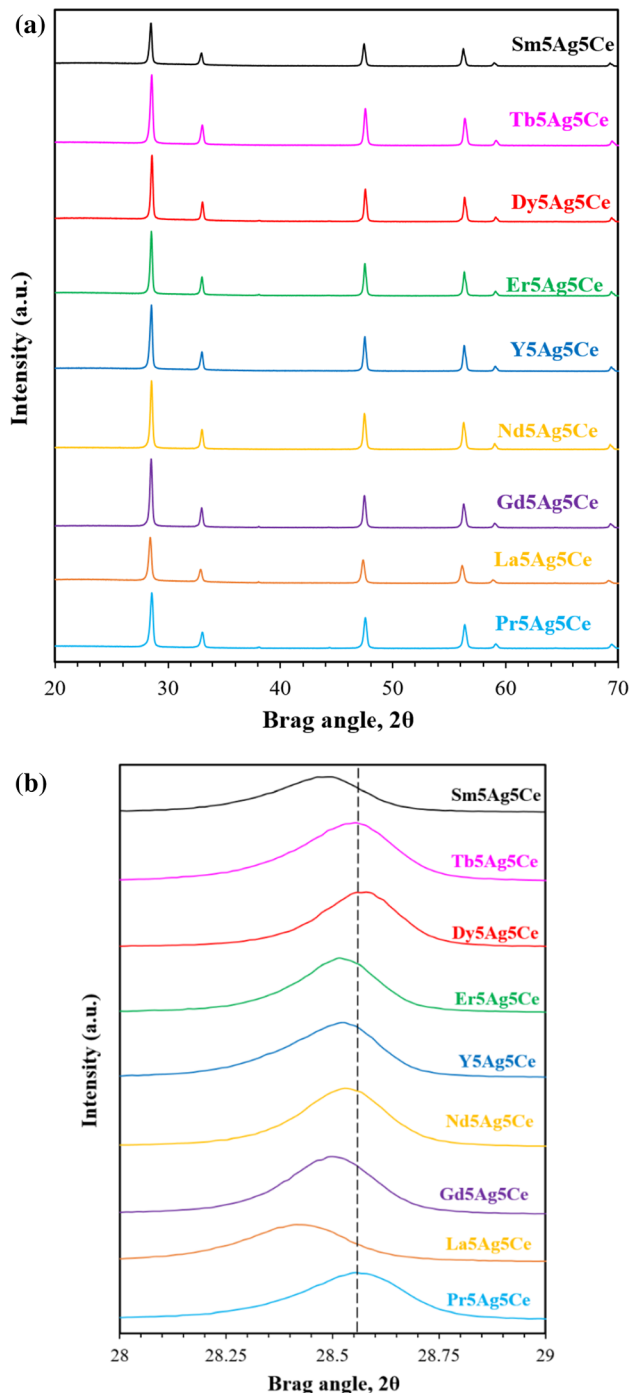 (a)
Sm5Ag5Ce
Tb5Ag5Ce
Dy5Ag5Ce
Er5Ag5Ce
Y5Ag5Ce
Nd5Ag5Ce
Gd5Ag5Ce
La5Ag5Ce
Pr5Ag5Ce
Intensity (a.u.)
20 30 40 50 60 70
Brag angle, 2θ
(b)
Sm5Ag5Ce
Tb5Ag5Ce
Dy5Ag5Ce
Er5Ag5Ce
Y5Ag5Ce
Nd5Ag5Ce
Gd5Ag5Ce
La5Ag5Ce
Pr5Ag5Ce
Intensity (a.u.)
28 28.25 28.5 28.75 29
Brag angle, 2θ